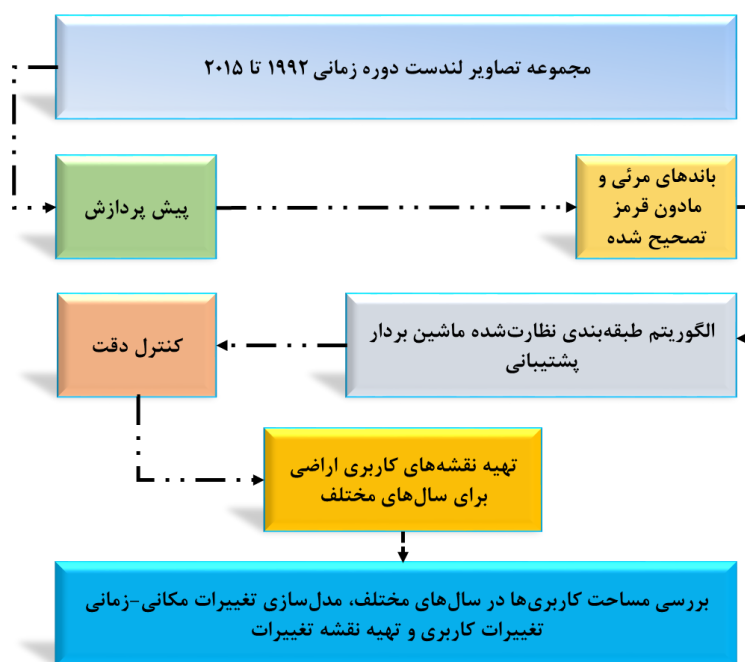 مجموعه تصاویر لندست دوره زمانی ۱۹۹۲ تا ۲۰۱۵
پیش پردازش
باندهای مرئی و
مادون قرمز
تصحیح شده
الگوریتم طبقه‌بندی نظارت‌شده ماشین بردار
پشتیبانی
کنترل دقت
تهیه نقشه‌های کاربری اراضی
برای سال‌های مختلف
بررسی مساحت کاربری‌ها در سال‌های مختلف، مدل‌سازی تغییرات مکانی-زمانی
تغییرات کاربری و تهیه نقشه تغییرات